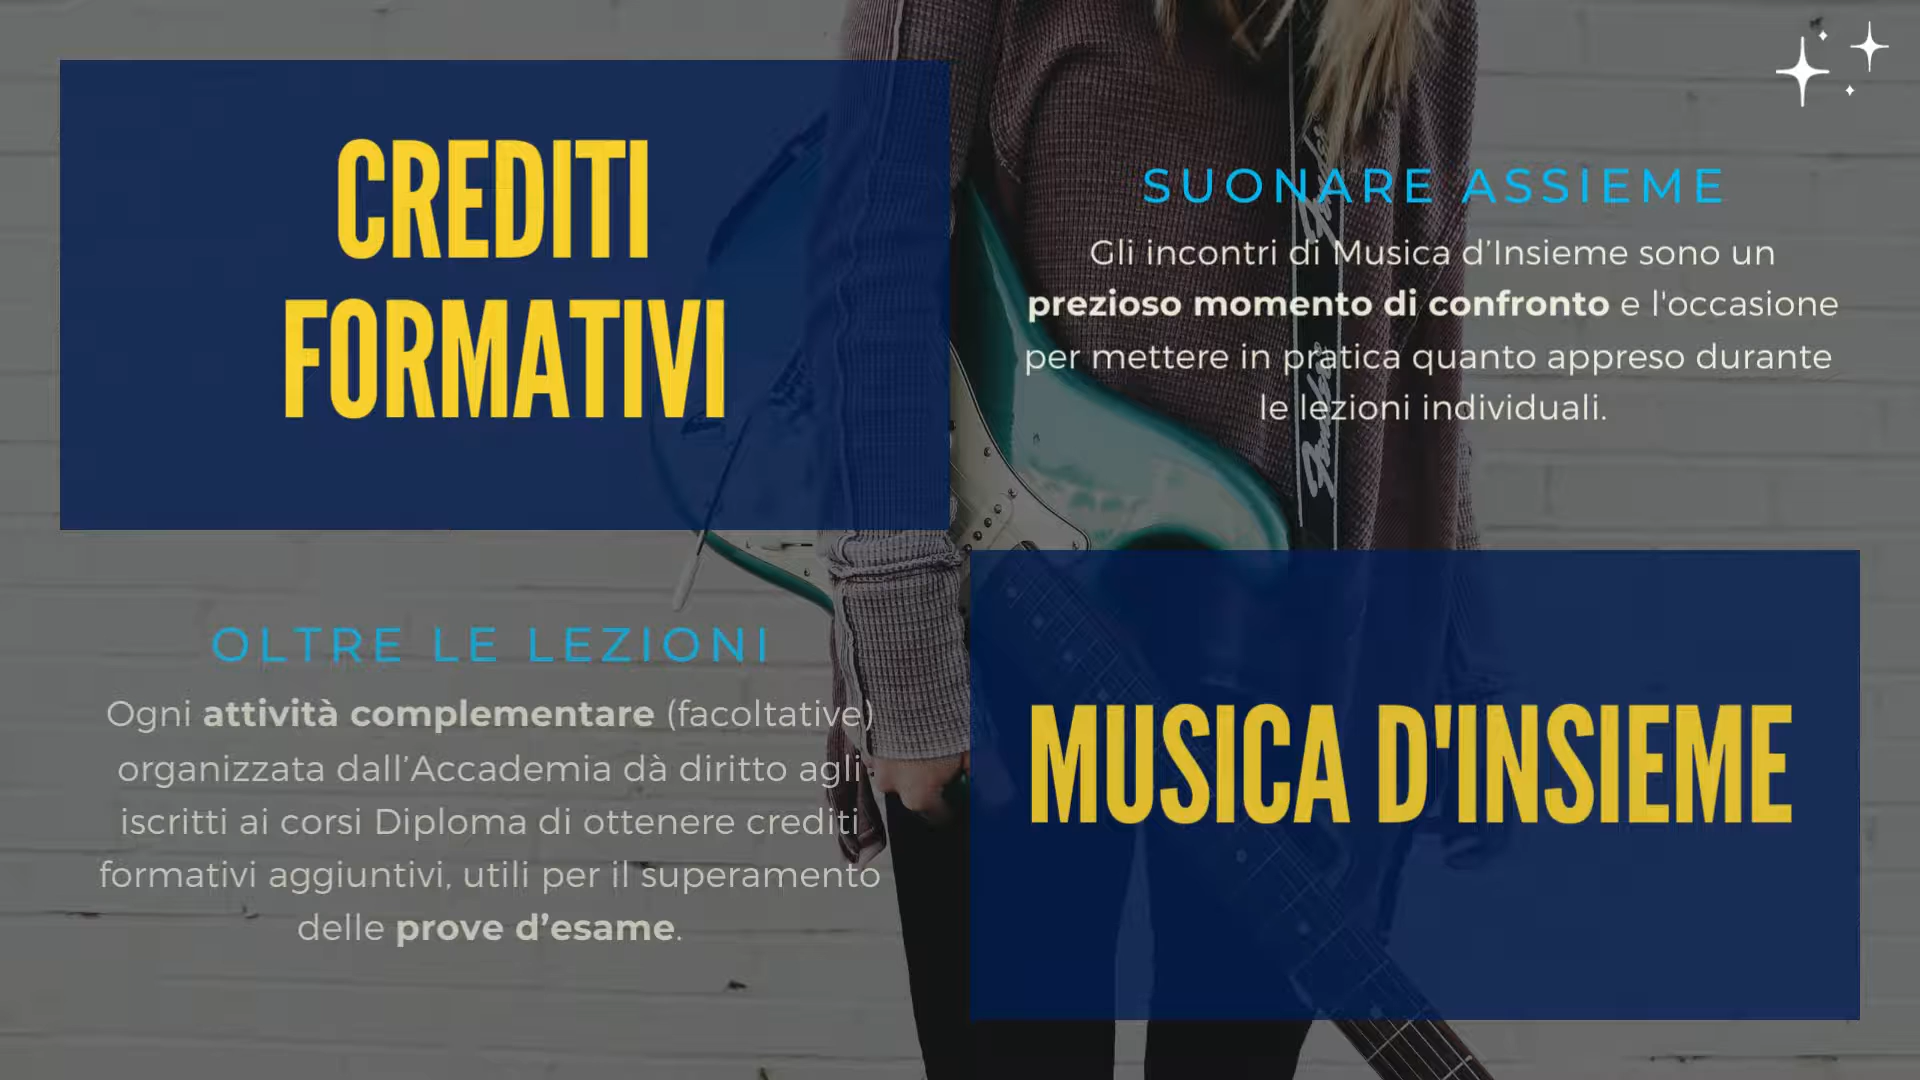 CREDITI
FORMATIVI
SUONARE ASSIEME
Gli incontri di Musica d’Insieme sono un
prezioso momento di confronto e l'occasione
per mettere in pratica quanto appreso durante
le lezioni individuali.
OLTRE LE LEZIONI
Ogni attività complementare (facoltative)
organizzata dall’Accademia dà diritto agli
iscritti ai corsi Diploma di ottenere crediti
formativi aggiuntivi, utili per il superamento
delle prove d’esame.
MUSICA D'INSIEME
Fender
Fender